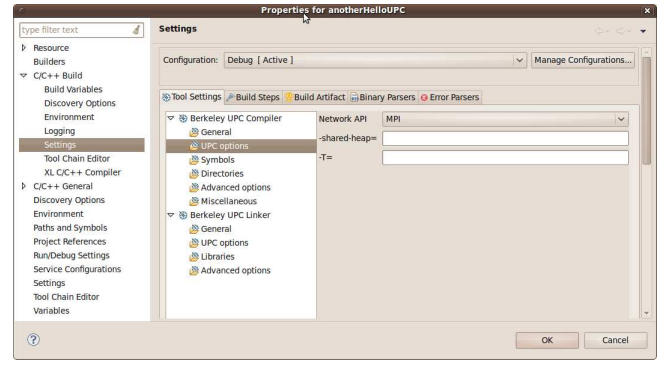 Properties for anotherHelloUPC
type filter text
Resource
Builders
C/C++ Build
Build Variables
Discovery Options
Environment
Logging
Settings
Tool Chain Editor
XL C/C++ Compiler
C/C++ General
Discovery Options
Environment
Paths and Symbols
Project References
Run/Debug Settings
Service Configurations
Settings
Tool Chain Editor
Variables
Settings
Configuration: Debug [ Active ] Manage Configurations...
Tool Settings Build Steps Build Artifact Binary Parsers Error Parsers
Berkeley UPC Compiler
General
UPC options
Symbols
Directories
Advanced options
Miscellaneous
Berkeley UPC Linker
General
UPC options
Libraries
Advanced options
Network API MPI
-shared-heap=
-T=
? OK Cancel